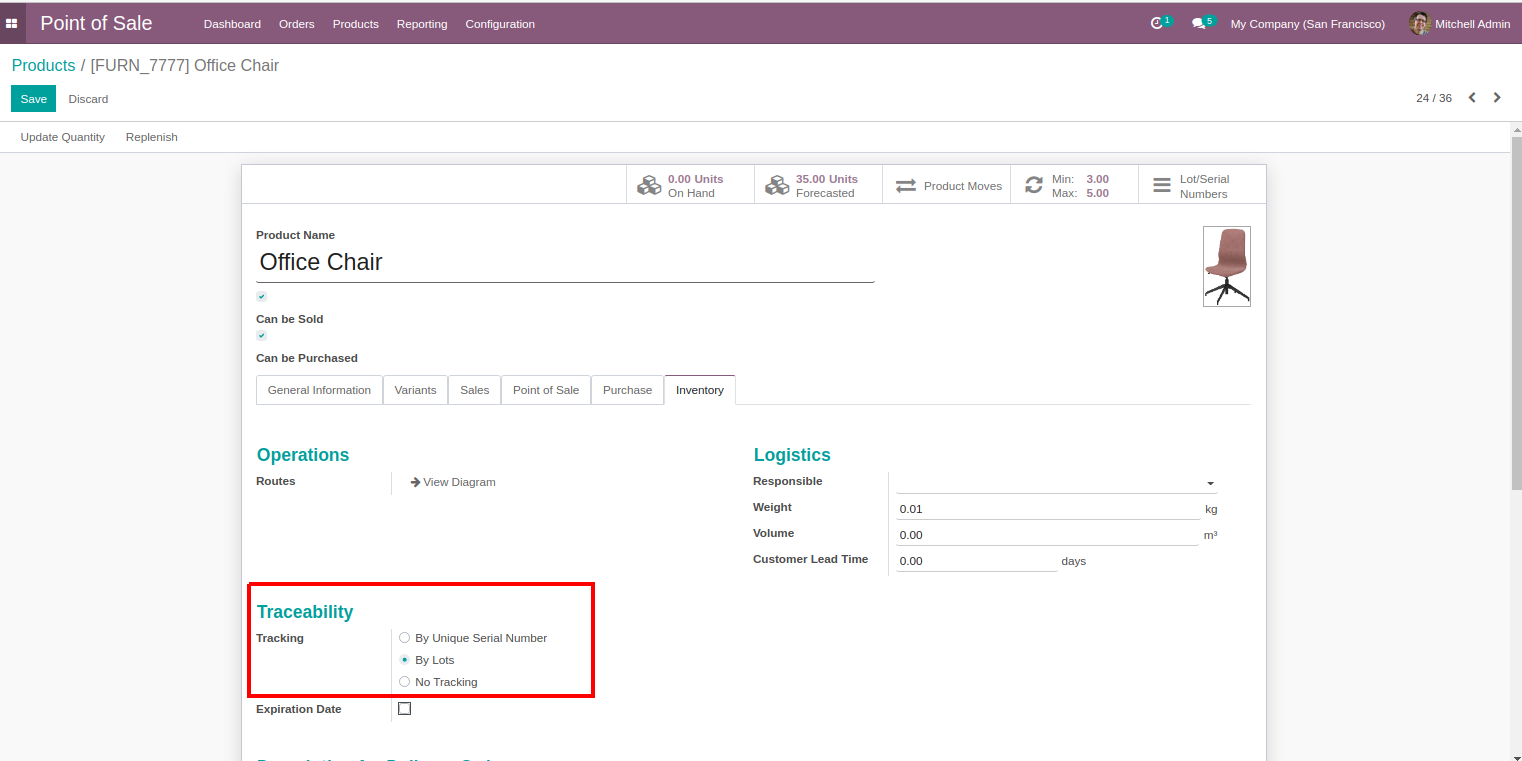 Point of Sale Dashboard Orders Products Reporting Configuration 1 5 My Company (San Francisco) Mitchell Admin
Products / [FURN_7777] Office Chair
Save Discard 24 / 36
Update Quantity Replenish
0.00 Units On Hand
35.00 Units Forecasted
Product Moves
Min: 3.00
Max: 5.00
Lot/Serial Numbers
Product Name
Office Chair
Can be Sold
Can be Purchased
General Information Variants Sales Point of Sale Purchase Inventory
Operations
Routes View Diagram
Logistics
Responsible
Weight 0.01 kg
Volume 0.00 m³
Customer Lead Time 0.00 days
Traceability
Tracking By Unique Serial Number
By Lots
No Tracking
Expiration Date